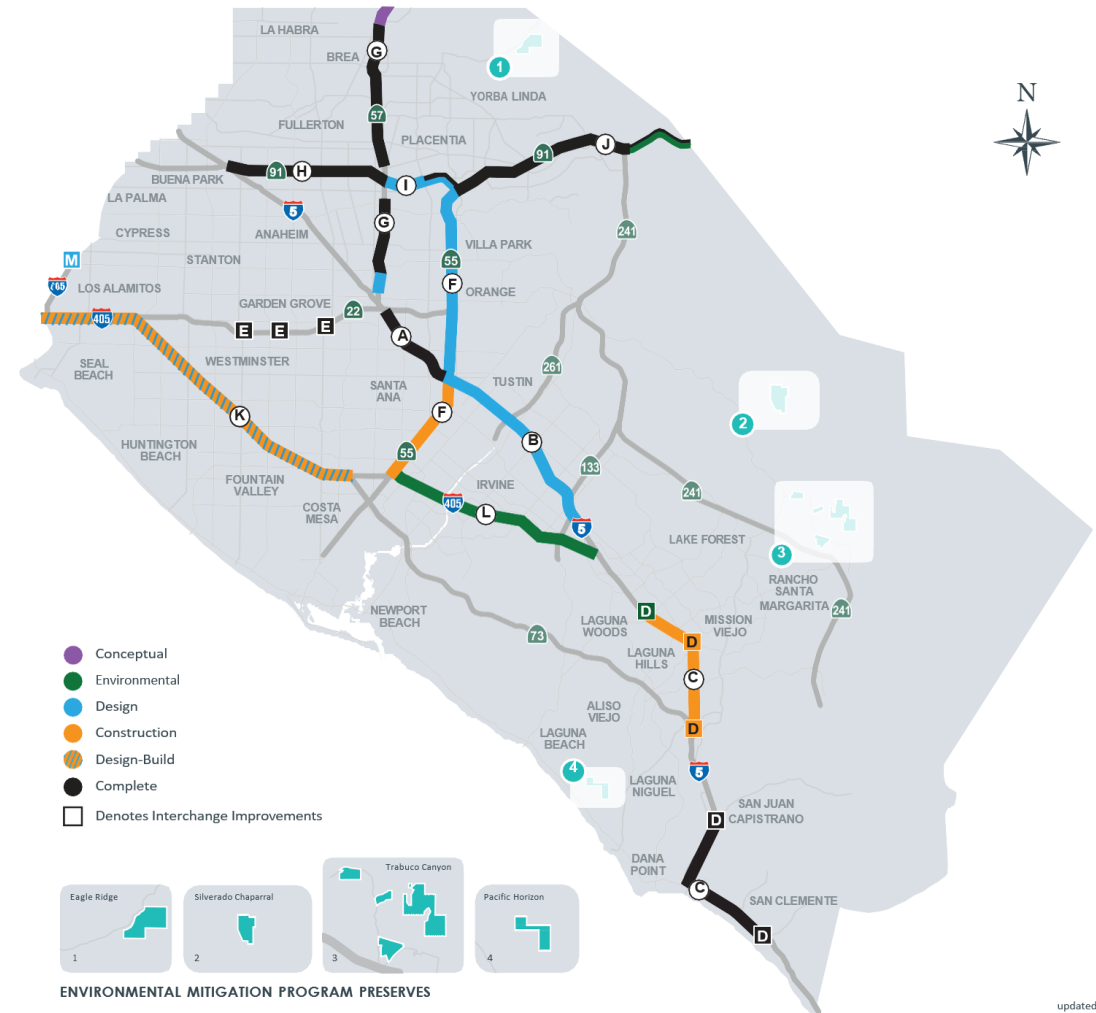 LA HABRA
BREA
G
1
YORBA LINDA
N
57
FULLERTON
PLACENTIA
J
91
91
H
BUENA PARK
I
LA PALMA
5
G
241
CYPRESS
ANAHEIM
VILLA PARK
STANTON
M
55
605
LOS ALAMITOS
F
ORANGE
GARDEN GROVE
22
405
E
E
E
A
SEAL
BEACH
WESTMINSTER
261
SANTA
ANA
TUSTIN
K
F
2
HUNTINGTON
BEACH
B
55
133
FOUNTAIN
VALLEY
IRVINE
241
405
COSTA
MESA
L
5
LAKE FOREST
3
RANCHO
SANTA
MARGARITA
241
NEWPORT
BEACH
D
LAGUNA
WOODS
MISSION
VIEJO
73
D
LAGUNA
HILLS
C
ALISO
VIEJO
D
LAGUNA
BEACH
4
5
LAGUNA
NIGUEL
SAN JUAN
CAPISTRANO
D
DANA
POINT
C
SAN CLEMENTE
D
Conceptual
Environmental
Design
Construction
Design-Build
Complete
Denotes Interchange Improvements
Eagle Ridge
1
Silverado Chaparral
2
Trabuco Canyon
3
Pacific Horizon
4
ENVIRONMENTAL MITIGATION PROGRAM PRESERVES
updated